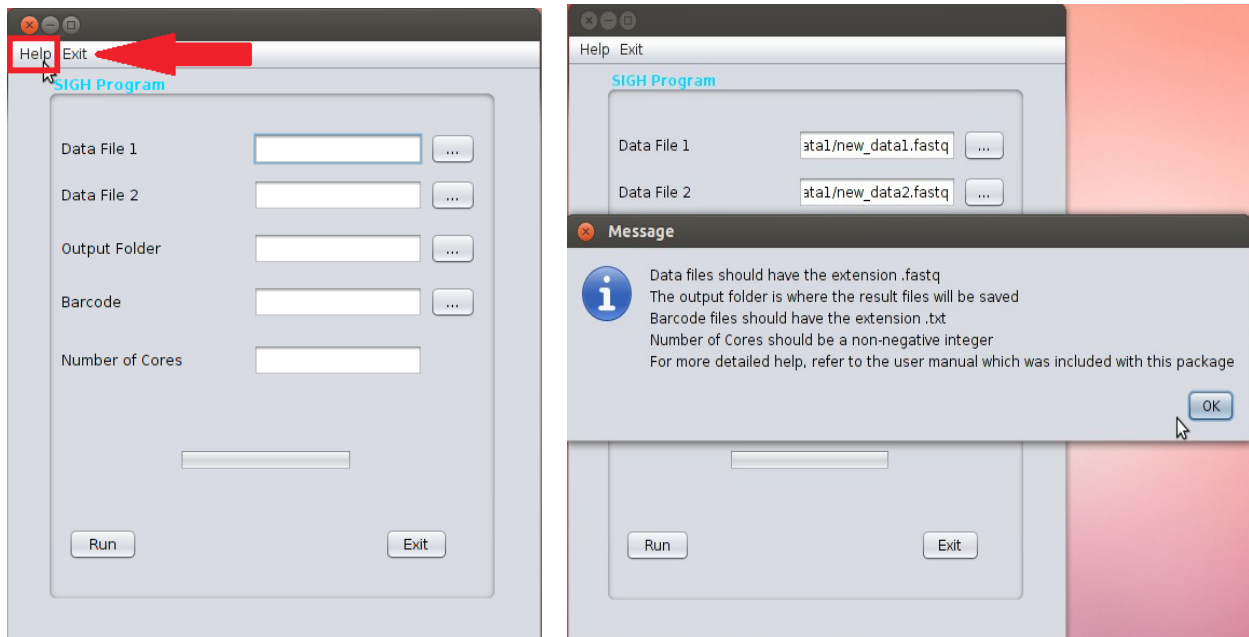 Help Exit
SIGH Program
Data File 1
...
Data File 2
...
Output Folder
...
Barcode
...
Number of Cores
Run
Exit
Help Exit
SIGH Program
Data File 1
ata1/new_data1.fastq
...
Data File 2
ata1/new_data2.fastq
...
Message
i
Data files should have the extension .fastq
The output folder is where the result files will be saved
Barcode files should have the extension .txt
Number of Cores should be a non-negative integer
For more detailed help, refer to the user manual which was included with this package
OK
Run
Exit